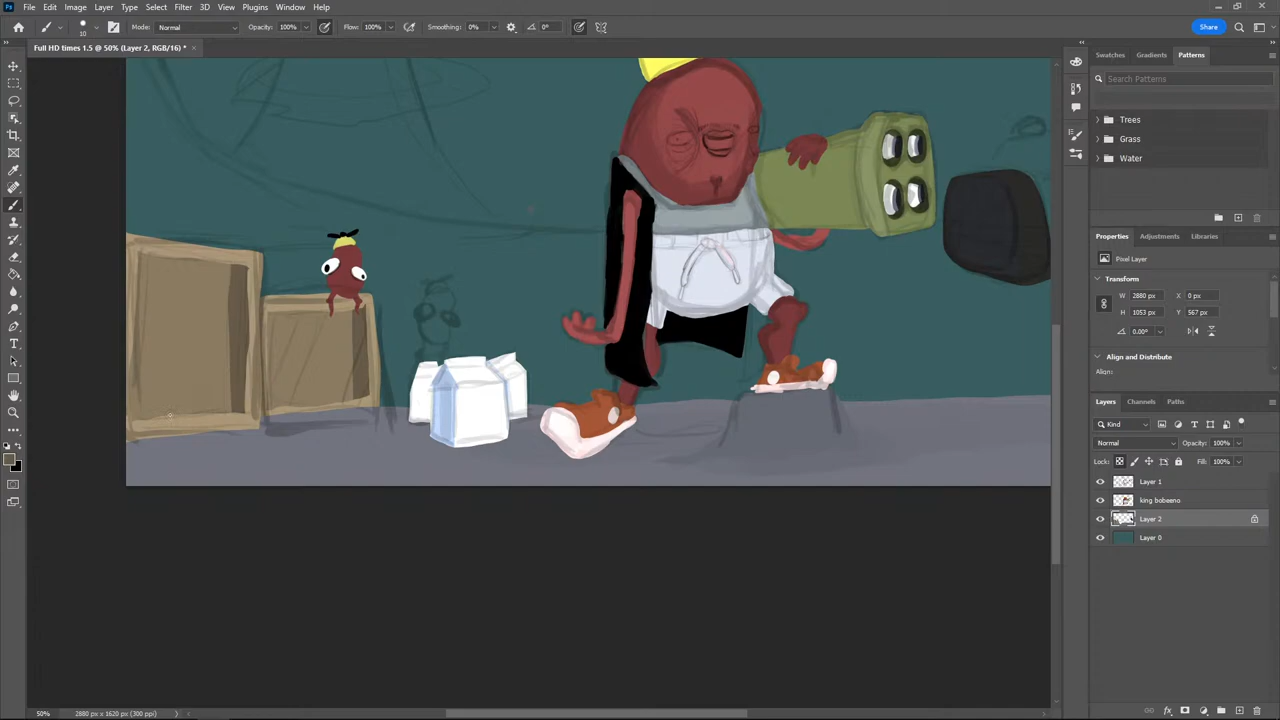 File Edit Image Layer Type Select Filter 3D View Plugins Window Help
10 Mode: Normal Opacity: 100% Flow: 100% Smoothing: 0% 0° Share
Full HD times 1.5 @ 50% (Layer 2, RGB/16) * ×
Swatches Gradients Patterns
Search Patterns
Trees
Grass
Water
Properties Adjustments Libraries
Pixel Layer
Transform
W 2880 px X 0 px
H 1053 px Y 567 px
0.00°
Align and Distribute
Align:
Layers Channels Paths
Kind
Normal Opacity: 100%
Lock: Fill: 100%
Layer 1
king bobeeno
Layer 2
Layer 0
50% 2880 px x 1620 px (300 ppi)